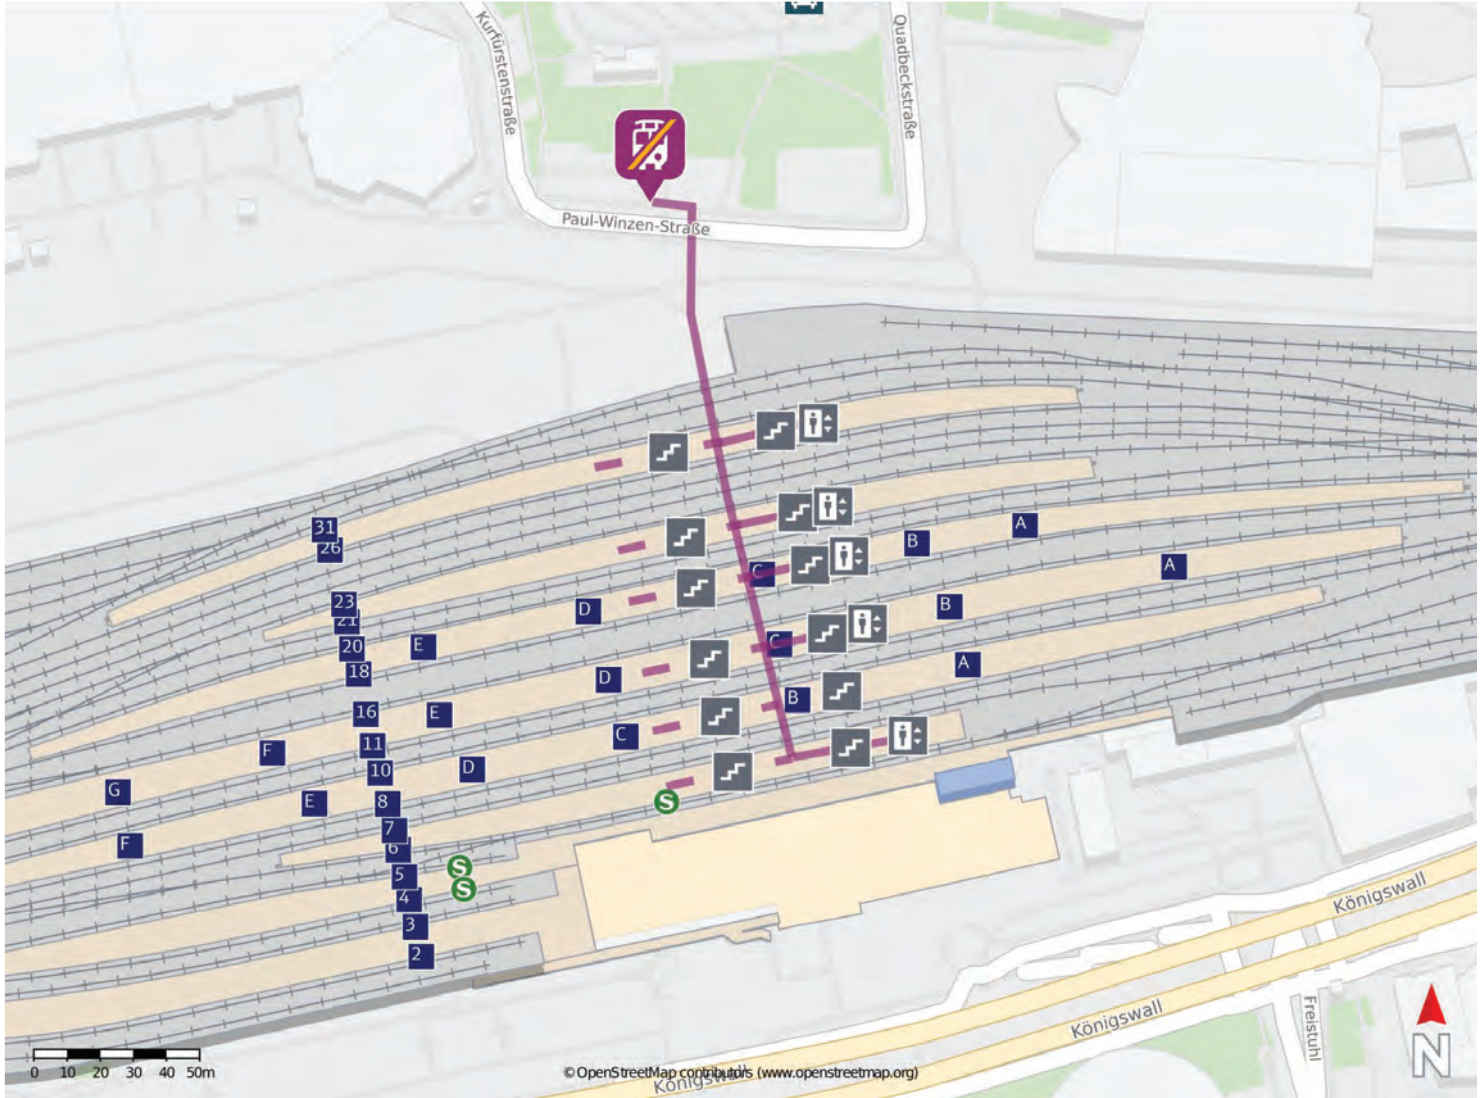 Kurfürstenstraße
Quadbeckstraße
Paul-Winzen-Straße
31
26
23
21
20
18
16
11
10
8
7
6
5
4
3
2
A
B
C
D
E
F
G
A
B
C
D
E
F
A
B
C
D
E
S
S
S
Königswall
Königswall
Königswall
Freistuhl
0 10 20 30 40 50m
©OpenStreetMap contributors (www.openstreetmap.org)
N